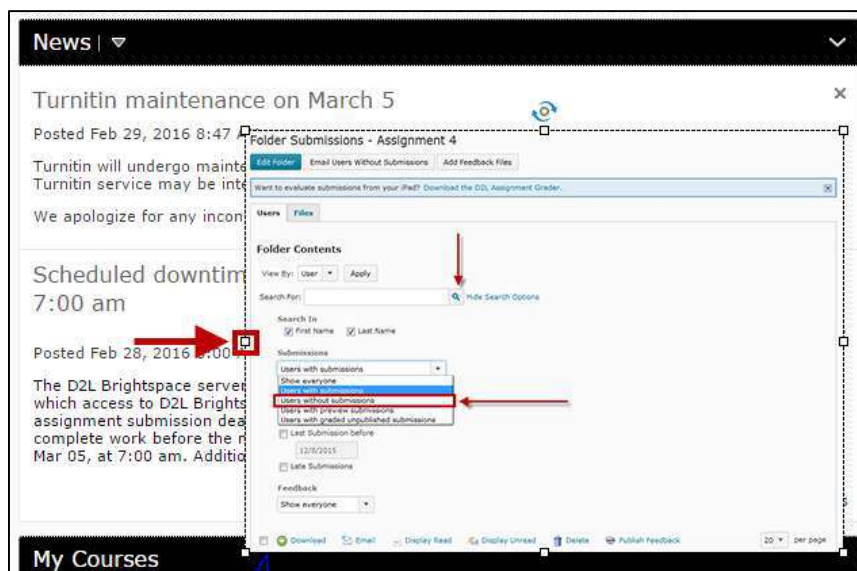 News
Turnitin maintenance on March 5
Posted Feb 29, 2016 8:47
Turnitin will undergo mainte
Turnitin service may be inte
We apologize for any incon
Scheduled downtim
7:00 am
Posted Feb 28, 2016
The D2L Brightspace server
which access to D2L Brights
assignment submission dea
complete work before the
Mar 05, at 7:00 am. Additio
My Courses
Folder Submissions - Assignment 4
Edit Folder Email Users Without Submissions Add Feedback Files
Want to evaluate submissions from your iPad? Download the D2L Assignment Grader.
Users Files
Folder Contents
View By: User Apply
Search For: Hide Search Options
Search In
First Name Last Name
Submissions
Users with submissions
Show everyone
Users with submissions
Users without submissions
Users with preview submissions
Users with graded unpublished submissions
Last Submission before
12/8/2015
Late Submissions
Feedback
Show everyone
Download Email Display Read Display Unread Delete Publish Feedback 20 per page